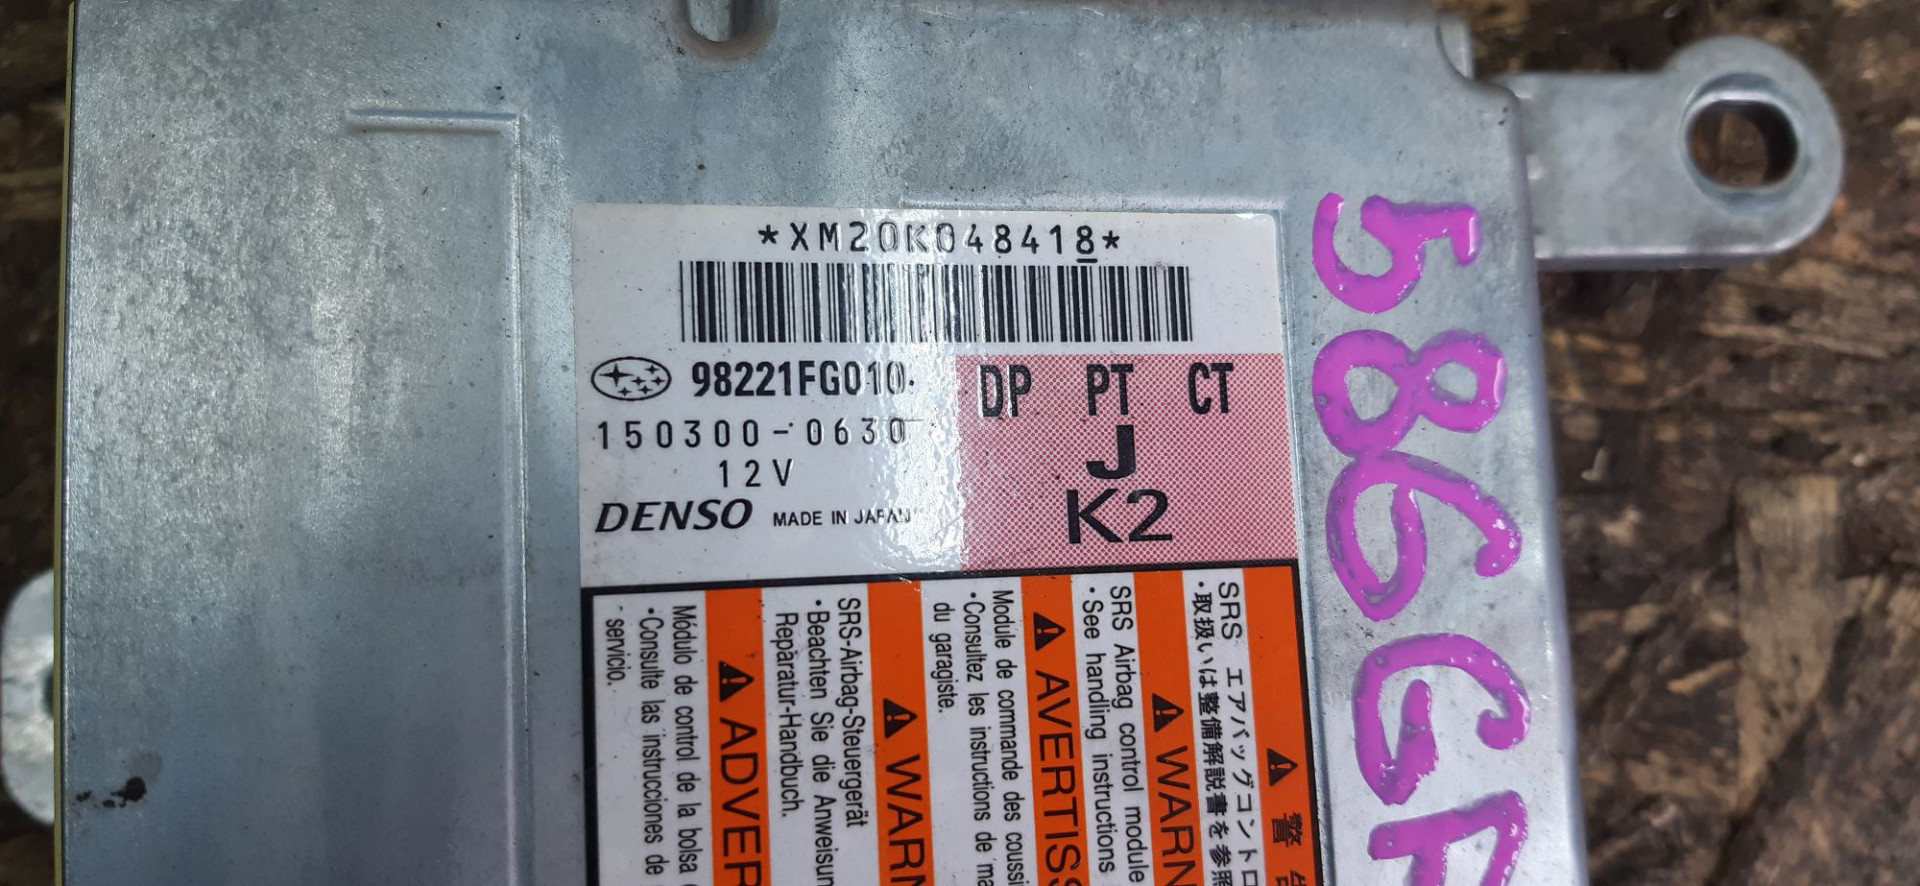 *XM20K048418*
98221FG010
150300-0630
12V
DENSO MADE IN JAPAN
DP PT CT
J
K2
警告
SRS エアバッグコントロ
・取扱いは整備解説書を参照
WARN
SRS Airbag control module
・See handling instructions
AVERTISS
Module de commande des coussi
・Consultez les instructions de ma
du garagiste.
WARN
SRS-Airbag-Steuergerät
・Beachten Sie die Anweisun
Reparatur-Handbuch.
ADVER
Módulo de control de la bolsa
・Consulte las instrucciones de
servicio.
586G